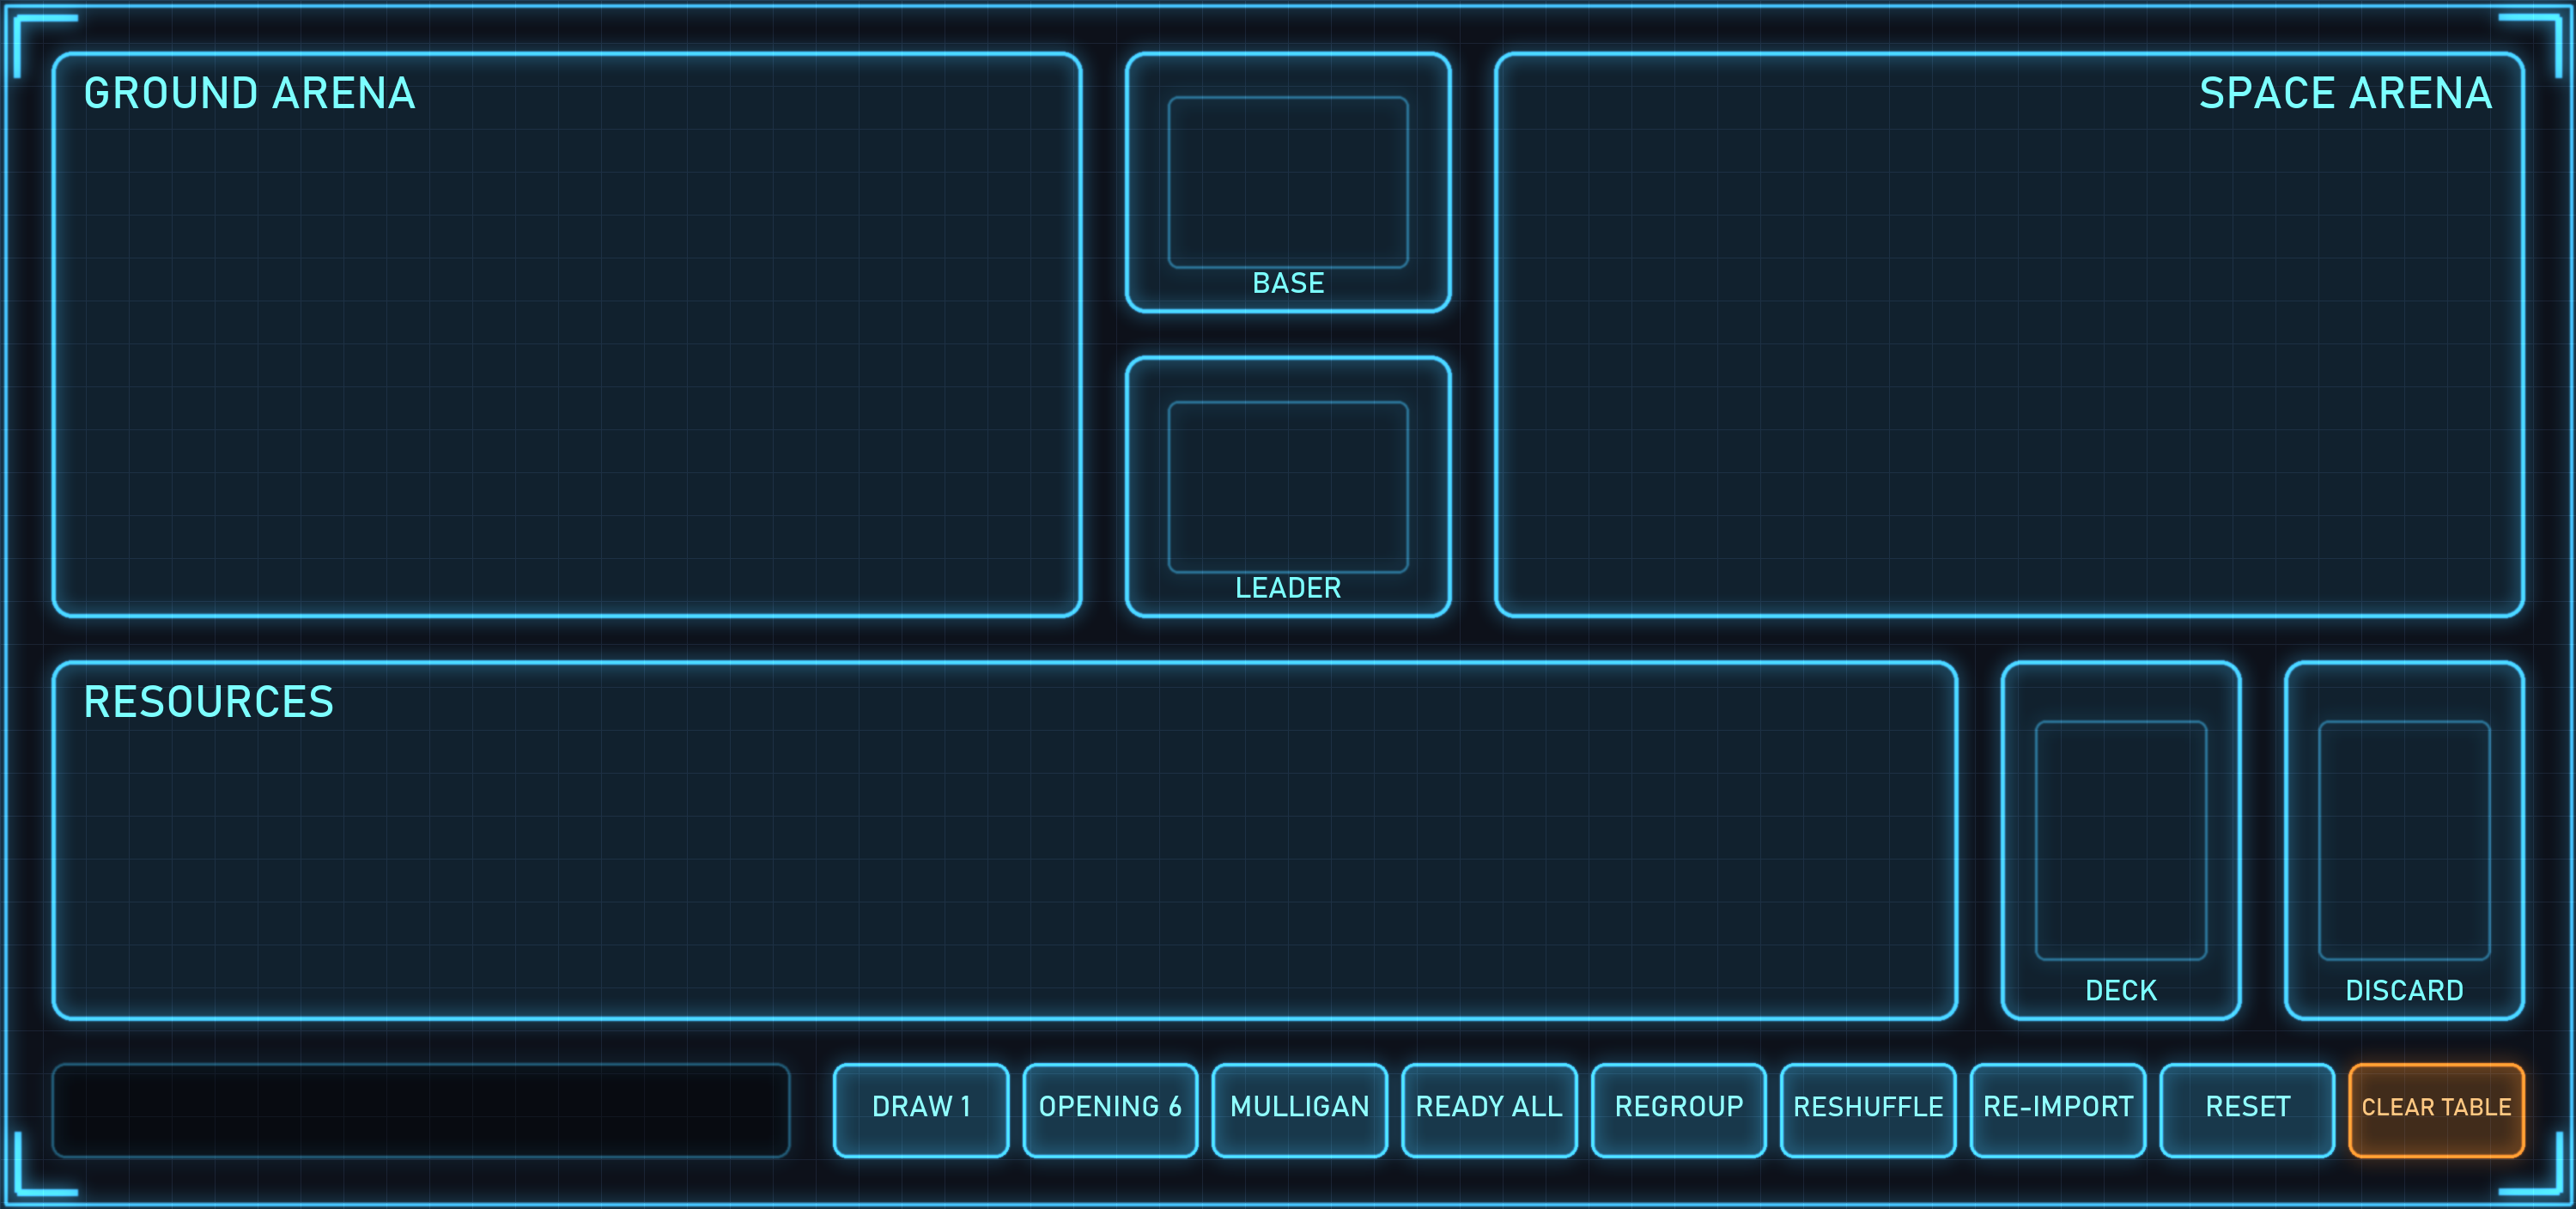 GROUND ARENA
SPACE ARENA
BASE
LEADER
RESOURCES
DECK
DISCARD
DRAW 1
OPENING 6
MULLIGAN
READY ALL
REGROUP
RESHUFFLE
RE-IMPORT
RESET
CLEAR TABLE